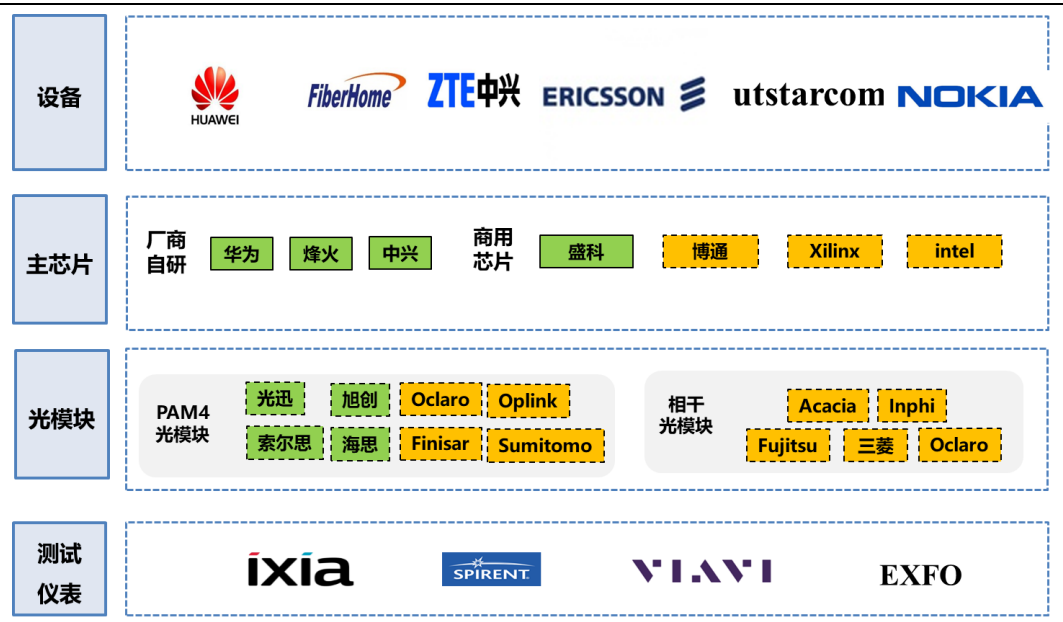 设备
HUAWEI
FiberHome
ZTE中兴
ERICSSON
utstarcom
NOKIA
主芯片
厂商
自研
华为
烽火
中兴
商用
芯片
盛科
博通
Xilinx
intel
光模块
PAM4
光模块
光迅
旭创
Oclaro
Oplink
索尔思
海思
Finisar
Sumitomo
相干
光模块
Acacia
Inphi
Fujitsu
三菱
Oclaro
测试
仪表
ixia
SPIRENT
VIAVI
EXFO